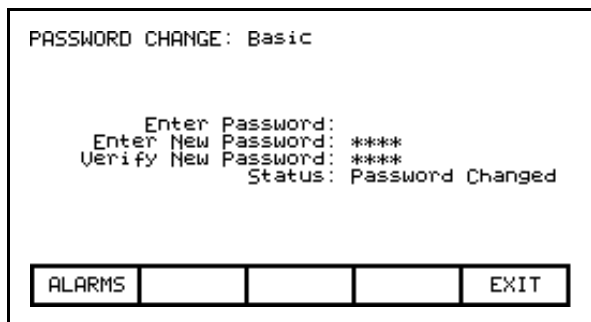 PASSWORD CHANGE: Basic
Enter Password:
Enter New Password: ****
Verify New Password: ****
Status: Password Changed
ALARMS EXIT